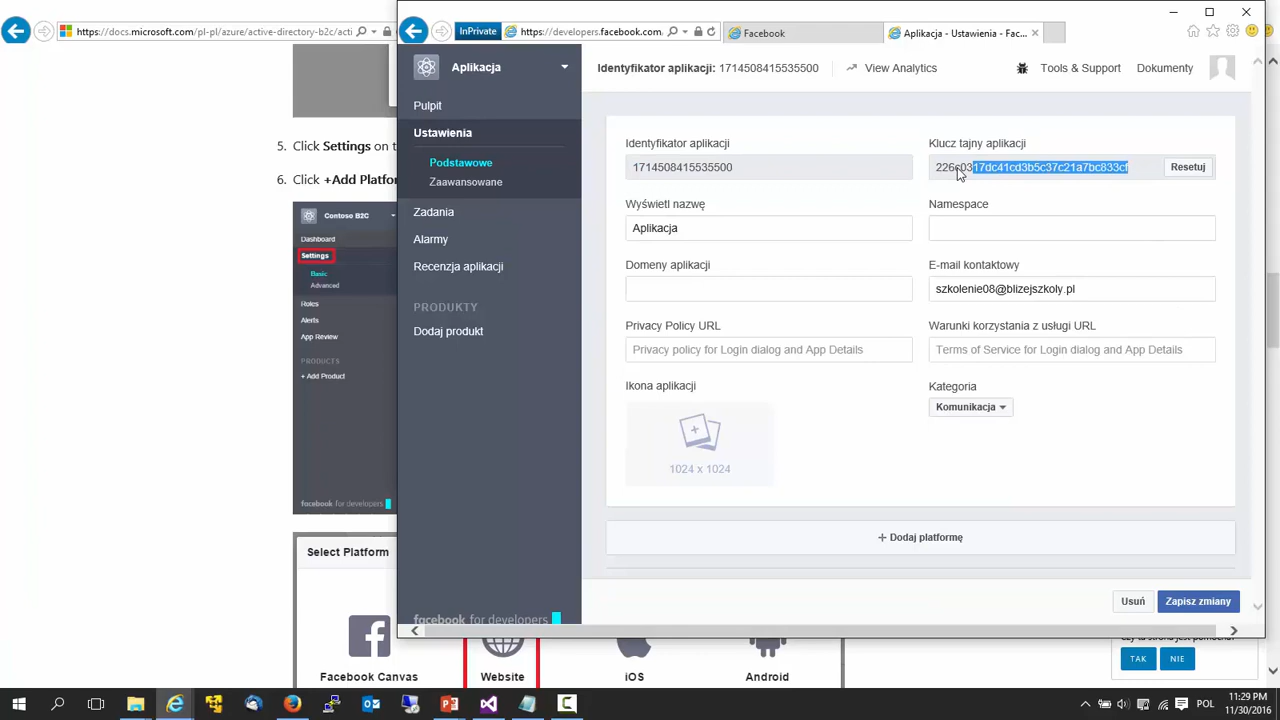 https://docs.microsoft.com/pl-pl/azure/active-directory-b2c/acti
5. Click Settings on t
6. Click +Add Platfor
Contoso B2C
Dashboard
Settings
Basic
Advanced
Roles
Alerts
App Review
PRODUCTS
+ Add Product
facebook for developers
Select Platform
Facebook Canvas
Website
iOS
Android
InPrivate
https://developers.facebook.com.
Facebook
Aplikacja - Ustawienia - Fac...
Aplikacja
Identyfikator aplikacji: 1714508415535500
View Analytics
Tools & Support
Dokumenty
Pulpit
Ustawienia
Podstawowe
Zaawansowane
Zadania
Alarmy
Recenzja aplikacji
PRODUKTY
Dodaj produkt
facebook for developers
Identyfikator aplikacji
1714508415535500
Klucz tajny aplikacji
226c0317dc41cd3b5c37c21a7bc833cf
Resetuj
Wyświetl nazwę
Aplikacja
Namespace
Domeny aplikacji
E-mail kontaktowy
szkolenie08@blizejszkoly.pl
Privacy Policy URL
Privacy policy for Login dialog and App Details
Warunki korzystania z usługi URL
Terms of Service for Login dialog and App Details
Ikona aplikacji
1024 x 1024
Kategoria
Komunikacja
+ Dodaj platformę
Usuń
Zapisz zmiany
Czy ta strona jest pomocna?
TAK
NIE
POL
11:29 PM
11/30/2016